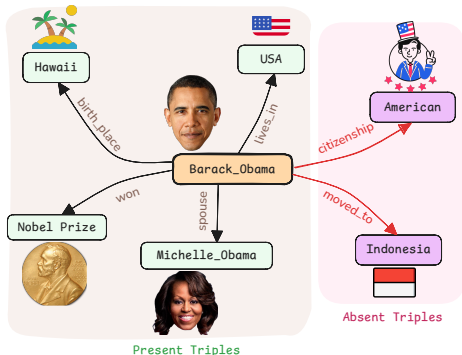 Hawaii
USA
American
birth_place
lives_in
citizenship
Barack_Obama
won
spouse
moved_to
Nobel Prize
Michelle_Obama
Indonesia
Absent Triples
Present Triples